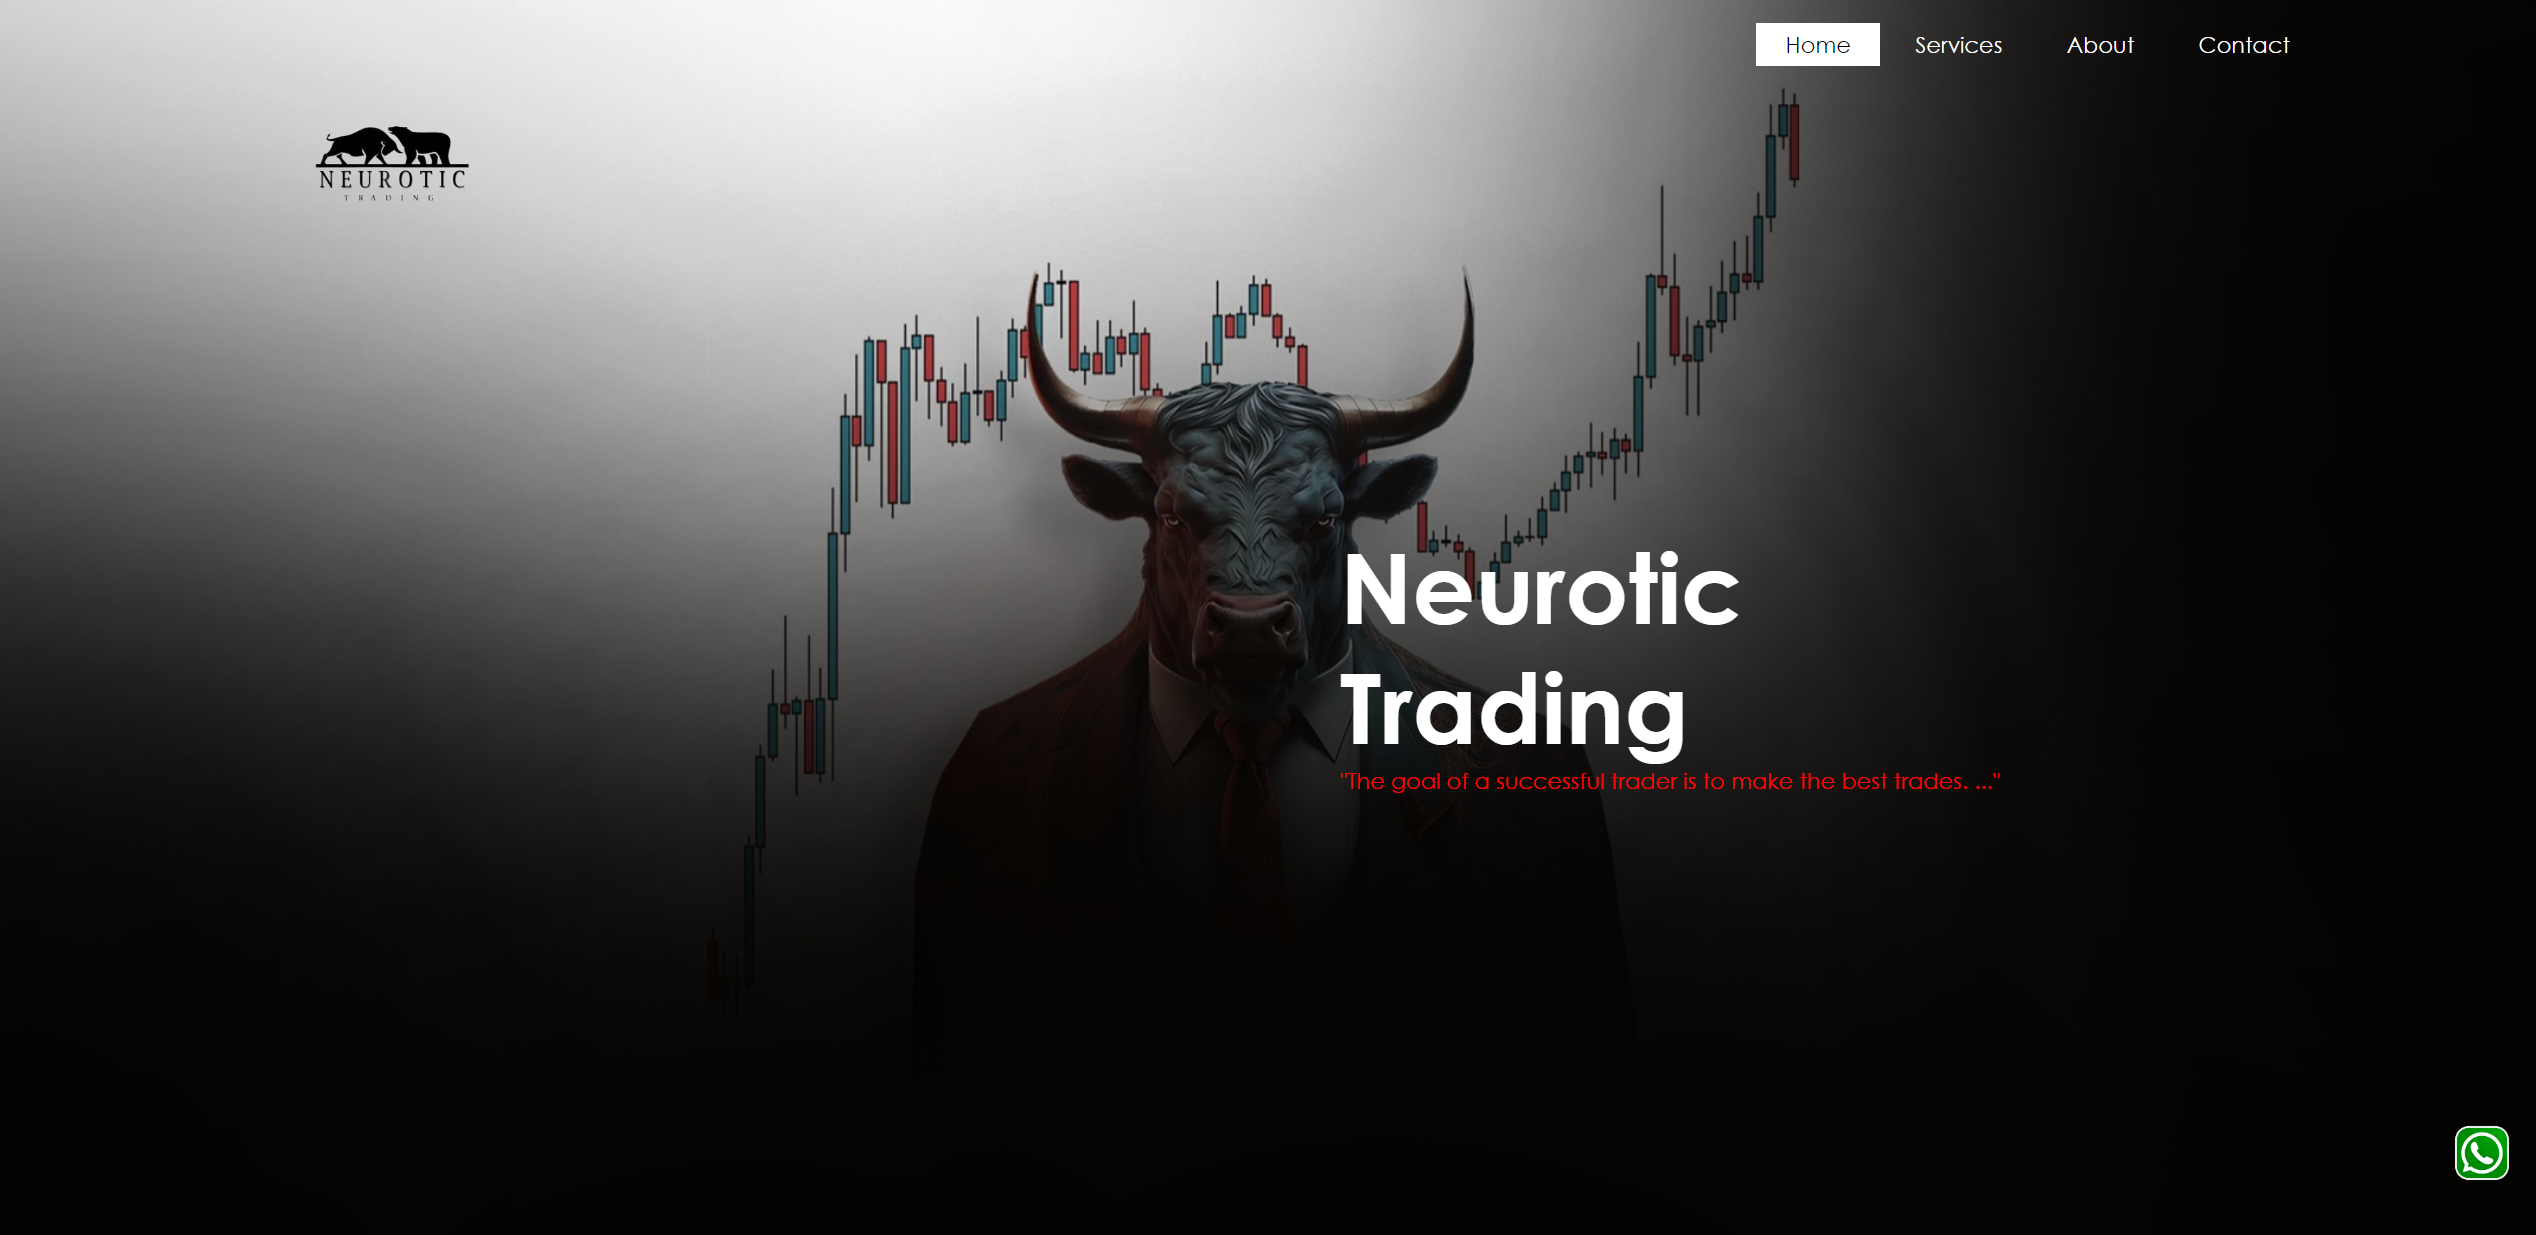 Home Services About Contact
NEUROTIC
TRADING
Neurotic
Trading
"The goal of a successful trader is to make the best trades. ..."